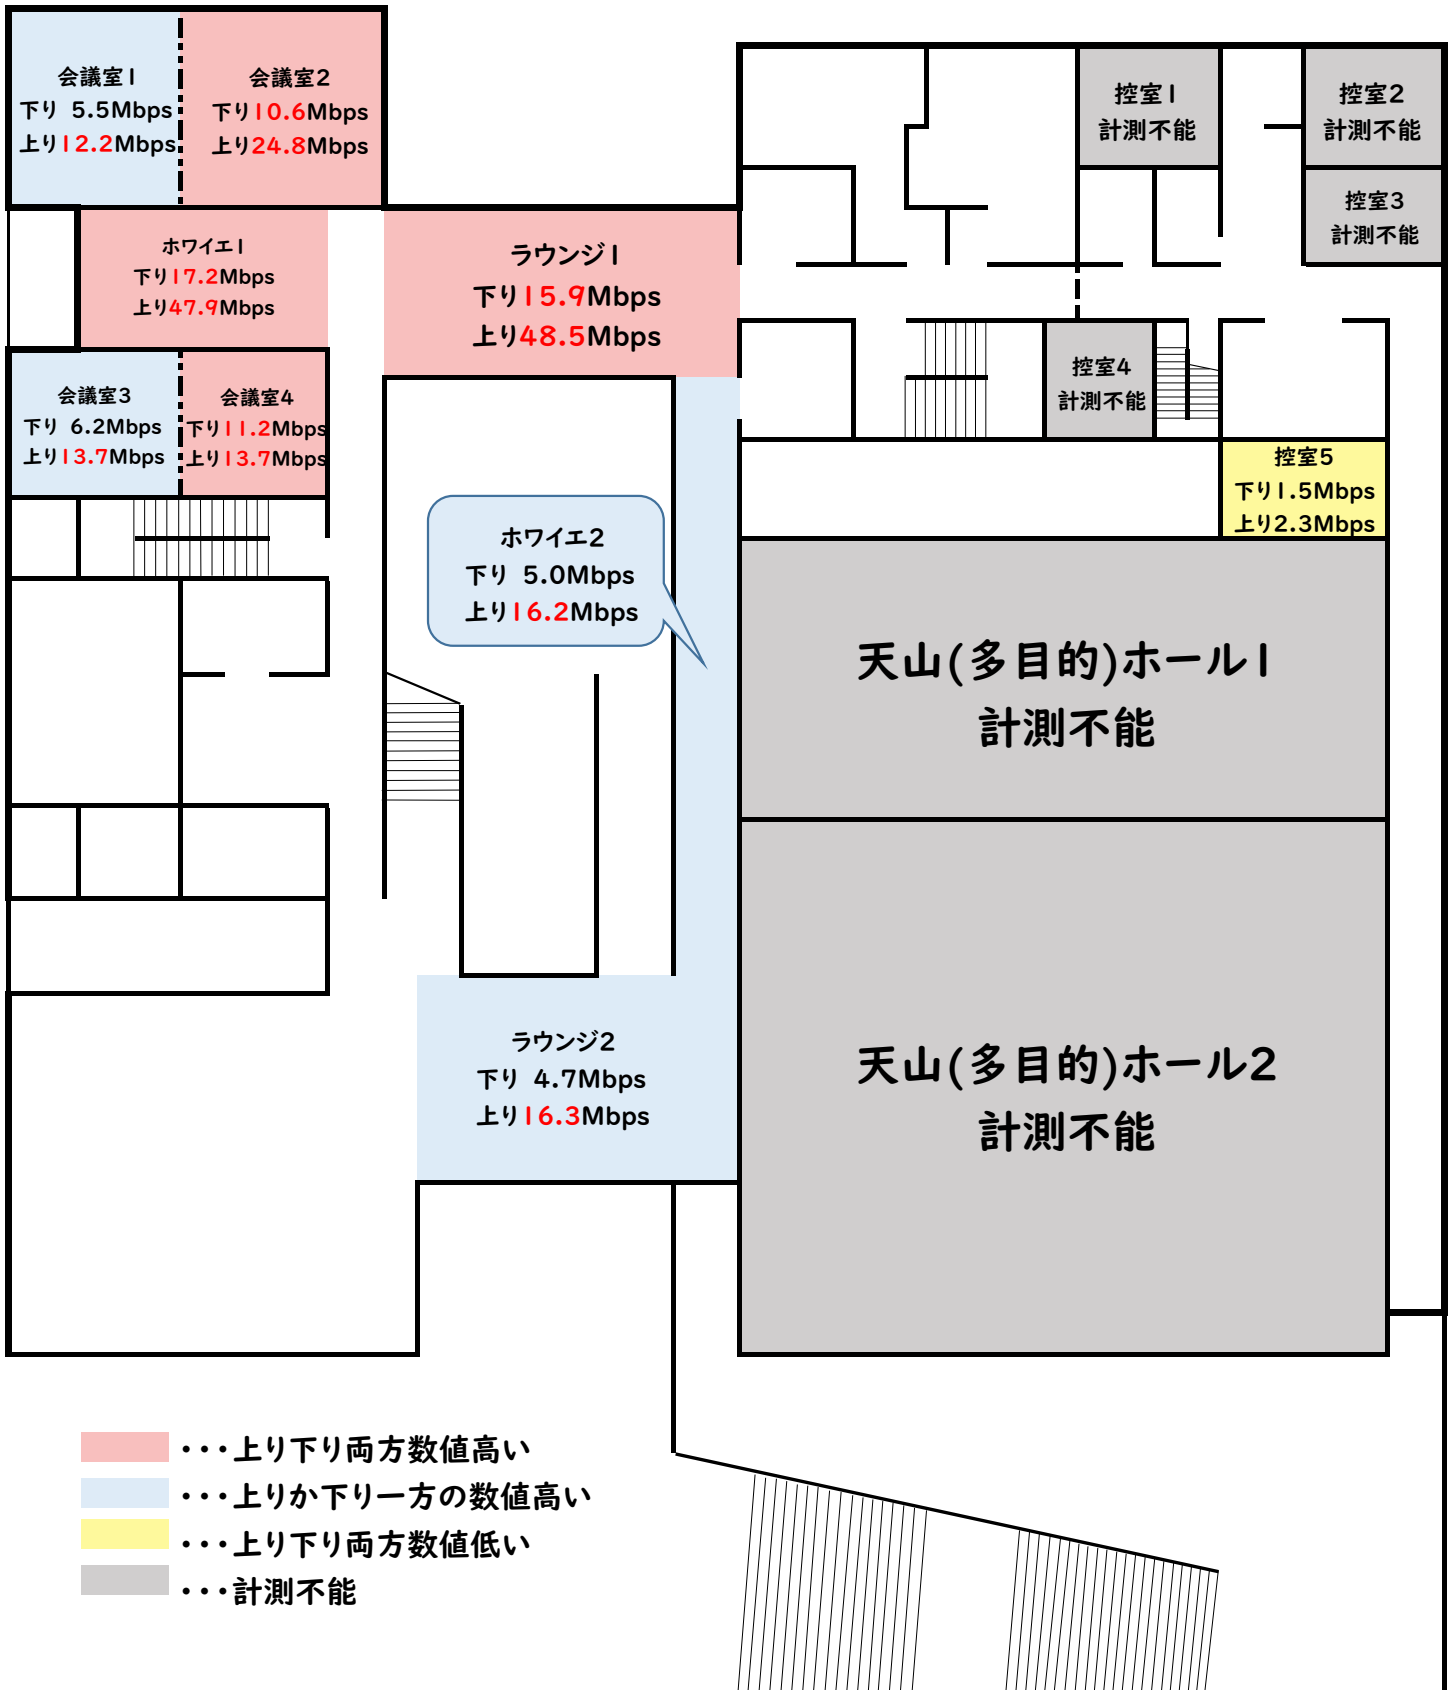 会議室1
下り 5.5Mbps
上り12.2Mbps
会議室2
下り10.6Mbps
上り24.8Mbps
ホワイエ1
下り17.2Mbps
上り47.9Mbps
ラウンジ1
下り15.9Mbps
上り48.5Mbps
控室1
計測不能
控室2
計測不能
控室3
計測不能
控室4
計測不能
会議室3
下り 6.2Mbps
上り13.7Mbps
会議室4
下り11.2Mbps
上り13.7Mbps
控室5
下り1.5Mbps
上り2.3Mbps
ホワイエ2
下り 5.0Mbps
上り16.2Mbps
天山(多目的)ホール1
計測不能
ラウンジ2
下り 4.7Mbps
上り16.3Mbps
天山(多目的)ホール2
計測不能
・・・上り下り両方数値高い
・・・上りか下り一方の数値高い
・・・上り下り両方数値低い
・・・計測不能